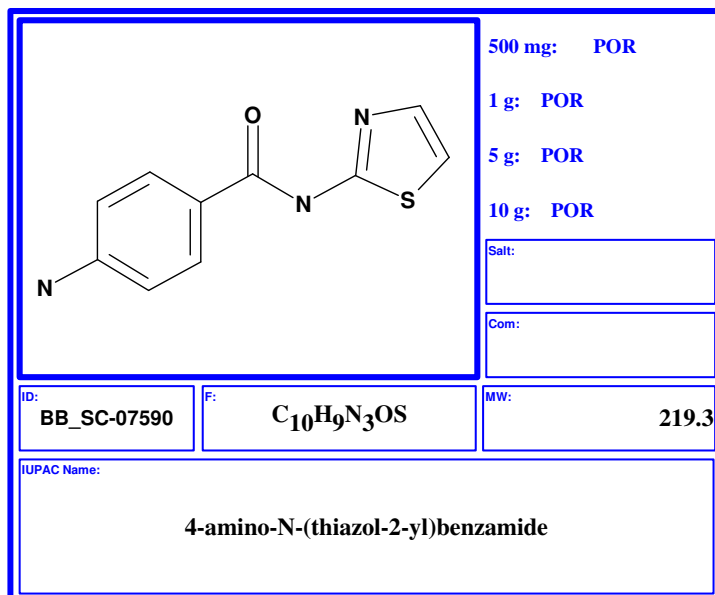 O
N
N
S
N
500 mg: POR
1 g: POR
5 g: POR
10 g: POR
Salt:
Com:
ID:
BB_SC-07590
F:
C10H9N3OS
MW:
219.3
IUPAC Name:
4-amino-N-(thiazol-2-yl)benzamide